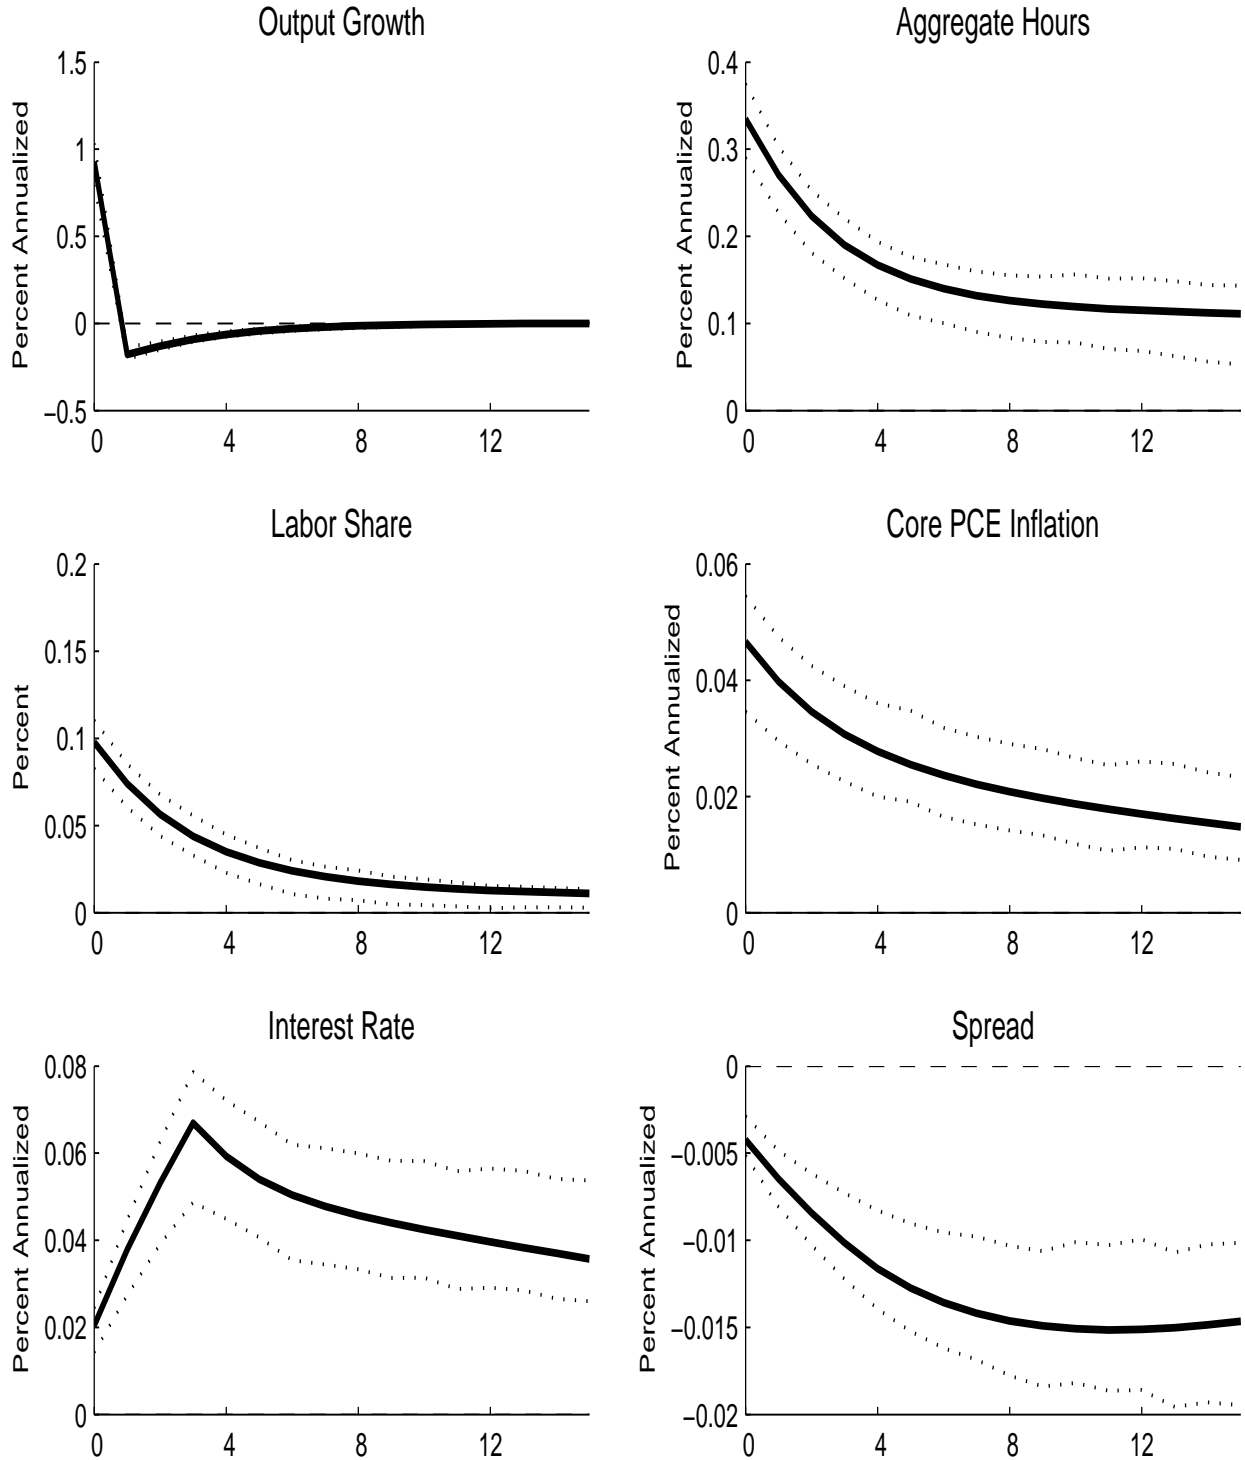 Output Growth
Percent Annualized
1.5
1
0.5
0
−0.5
0 4 8 12
Aggregate Hours
Percent Annualized
0.4
0.3
0.2
0.1
0
0 4 8 12
Labor Share
Percent
0.2
0.15
0.1
0.05
0
0 4 8 12
Core PCE Inflation
Percent Annualized
0.06
0.04
0.02
0
0 4 8 12
Interest Rate
Percent Annualized
0.08
0.06
0.04
0.02
0
0 4 8 12
Spread
Percent Annualized
0
−0.005
−0.01
−0.015
−0.02
0 4 8 12